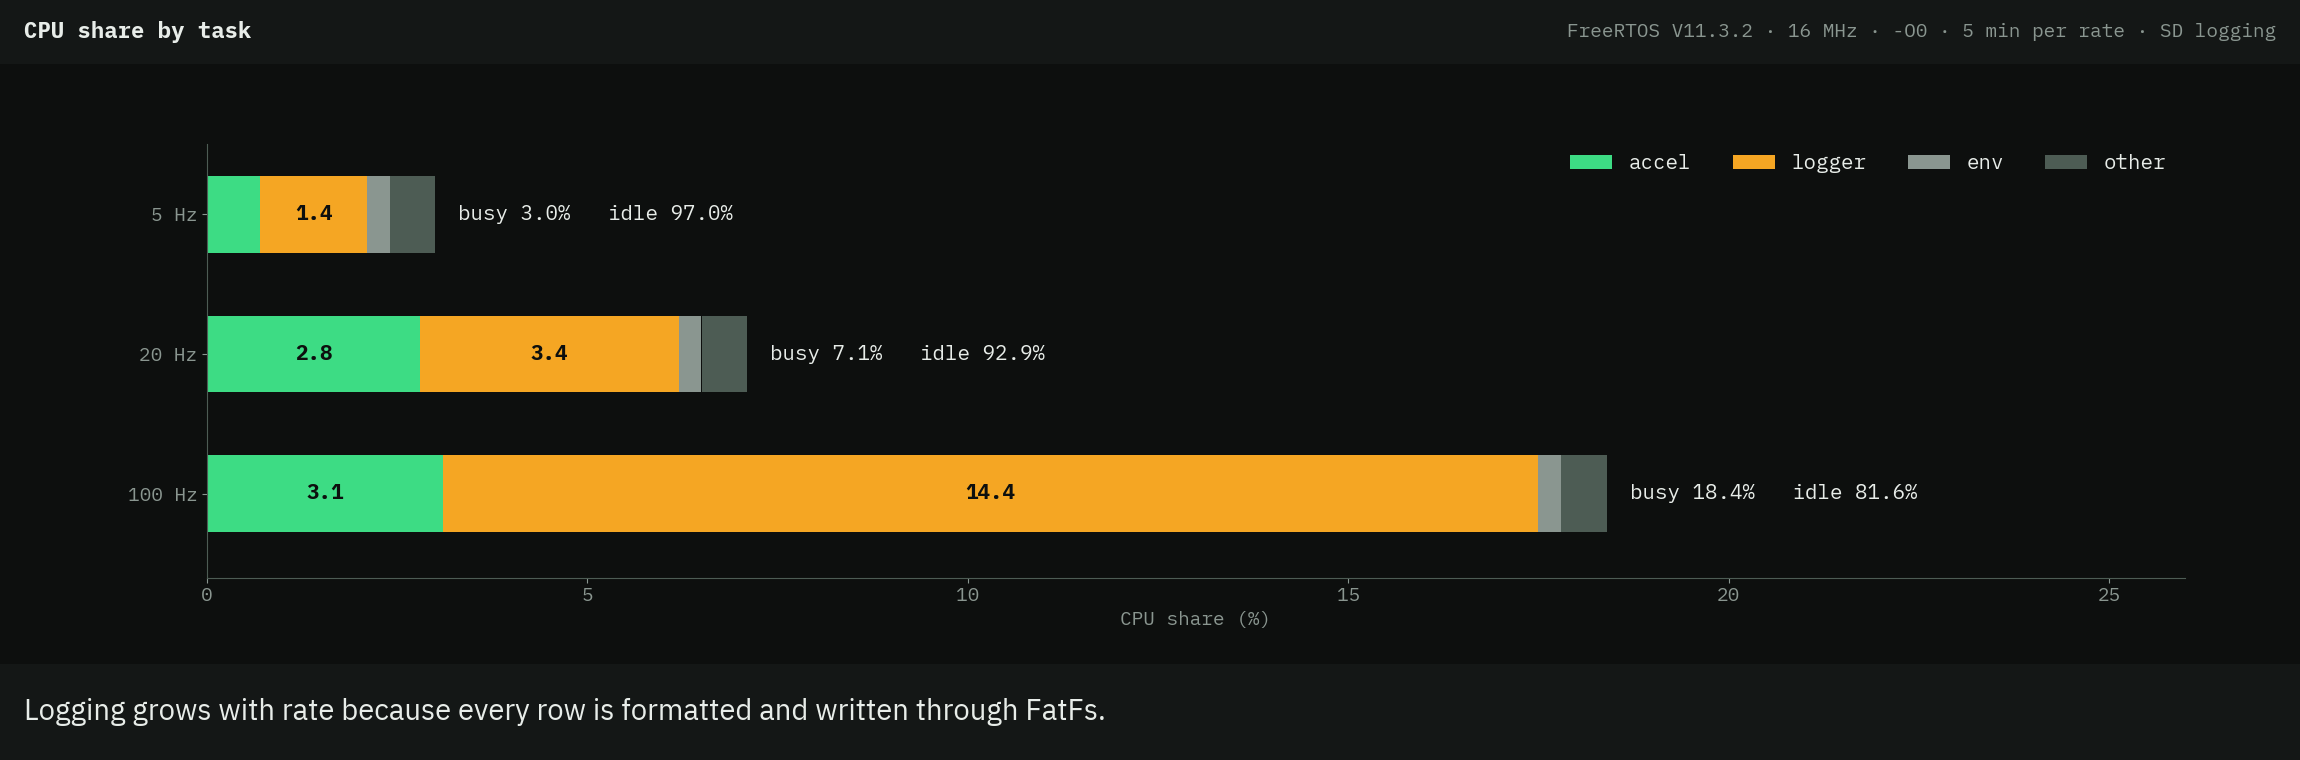 CPU share by task
FreeRTOS V11.3.2 · 16 MHz · -O0 · 5 min per rate · SD logging
accel logger env other
5 Hz 1.4 busy 3.0% idle 97.0%
20 Hz 2.8 3.4 busy 7.1% idle 92.9%
100 Hz 3.1 14.4 busy 18.4% idle 81.6%
0 5 10 15 20 25
CPU share (%)
Logging grows with rate because every row is formatted and written through FatFs.